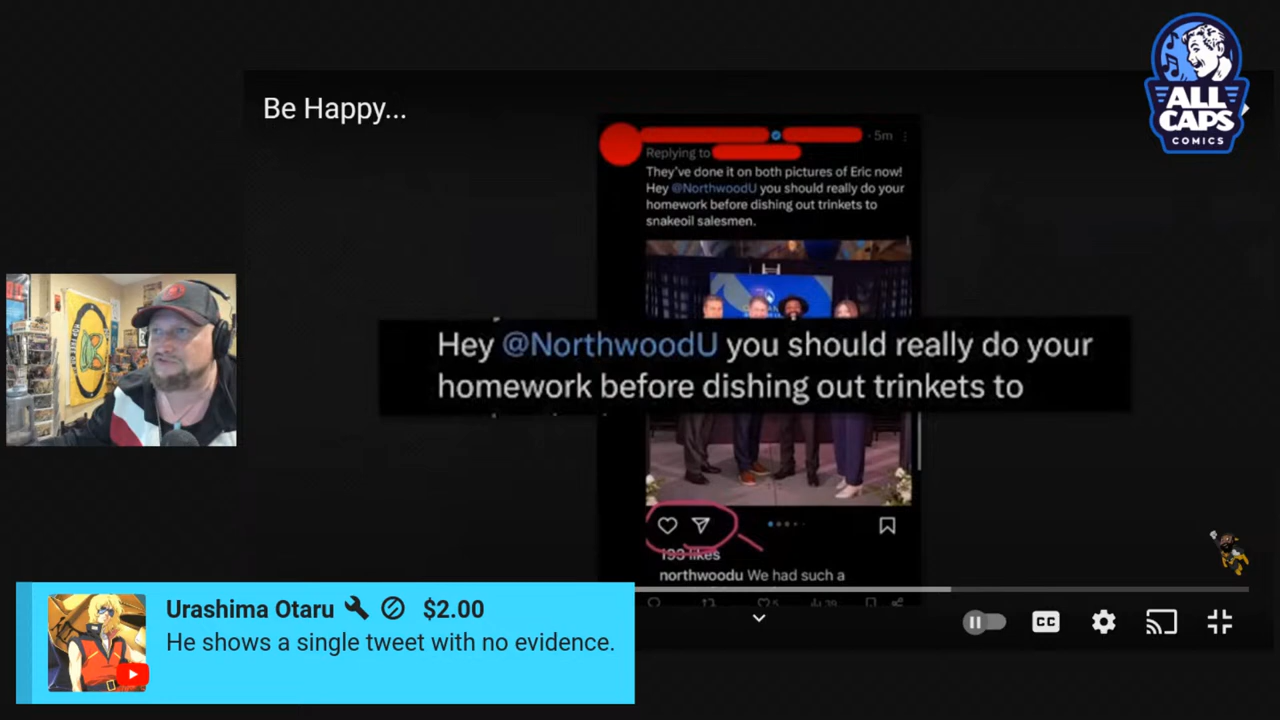 Be Happy...
ALL
CAPS
COMICS
· 5m
Replying to
They've done it on both pictures of Eric now!
Hey @NorthwoodU you should really do your
homework before dishing out trinkets to
snakeoil salesmen.
Hey @NorthwoodU you should really do your
homework before dishing out trinkets to
193 likes
northwoodu We had such a
CC
Urashima Otaru $2.00
He shows a single tweet with no evidence.